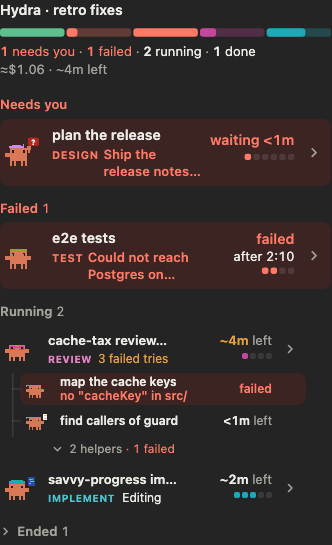 Hydra · retro fixes
1 needs you · 1 failed · 2 running · 1 done
≈$1.06 · ~4m left
Needs you
plan the release
waiting <1m
DESIGN Ship the
release notes...
Failed 1
e2e tests
failed
TEST Could not reach
after 2:10
Postgres on...
Running 2
cache-tax review...
~4m left
REVIEW 3 failed tries
map the cache keys
no "cacheKey" in src/
failed
find callers of guard
<1m left
2 helpers · 1 failed
savvy-progress im...
~2m left
IMPLEMENT Editing
Ended 1